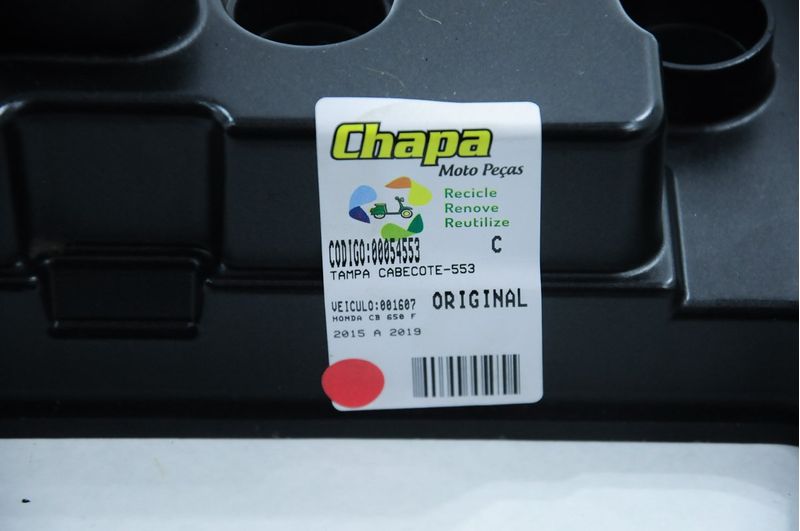 Chapa
Moto Peças
Recicle
Renove
Reutilize
CODIGO:00054553 C
TAMPA CABECOTE-553
VEICULO:001607 ORIGINAL
HONDA CB 650 F
2015 A 2019